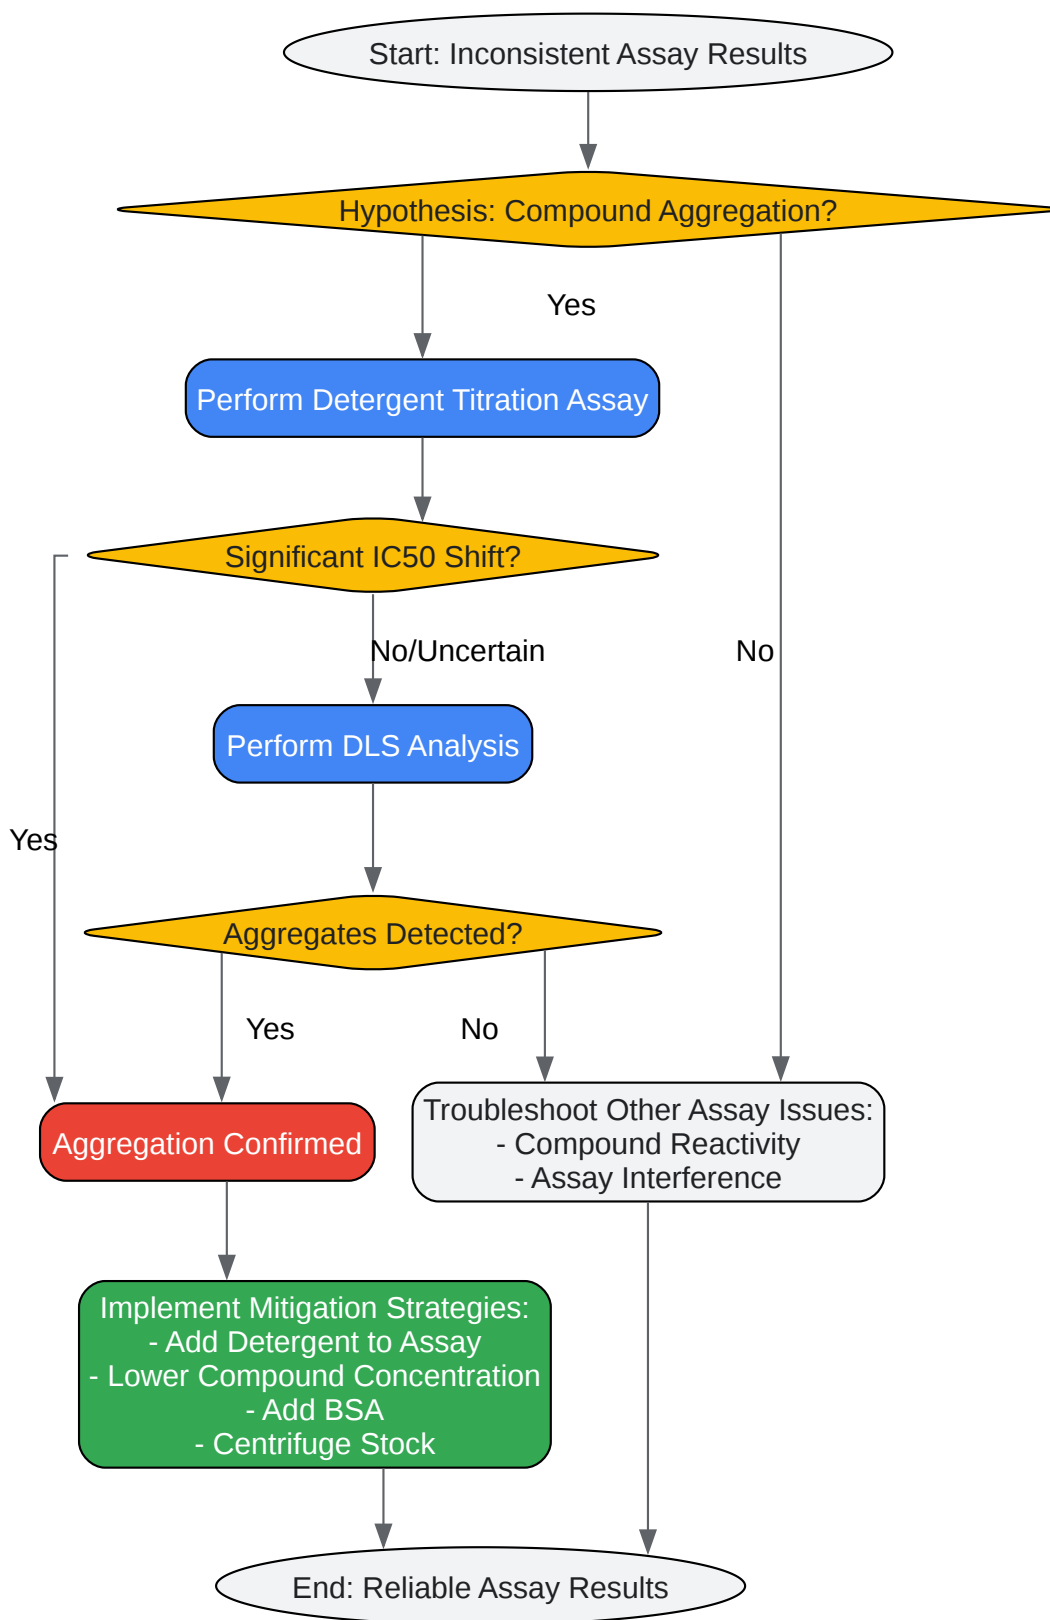 Start: Inconsistent Assay Results
Hypothesis: Compound Aggregation?
Yes
Perform Detergent Titration Assay
Significant IC50 Shift?
No/Uncertain
No
Perform DLS Analysis
Yes
Aggregates Detected?
Yes
No
Aggregation Confirmed
Troubleshoot Other Assay Issues:
- Compound Reactivity
- Assay Interference
Implement Mitigation Strategies:
- Add Detergent to Assay
- Lower Compound Concentration
- Add BSA
- Centrifuge Stock
End: Reliable Assay Results